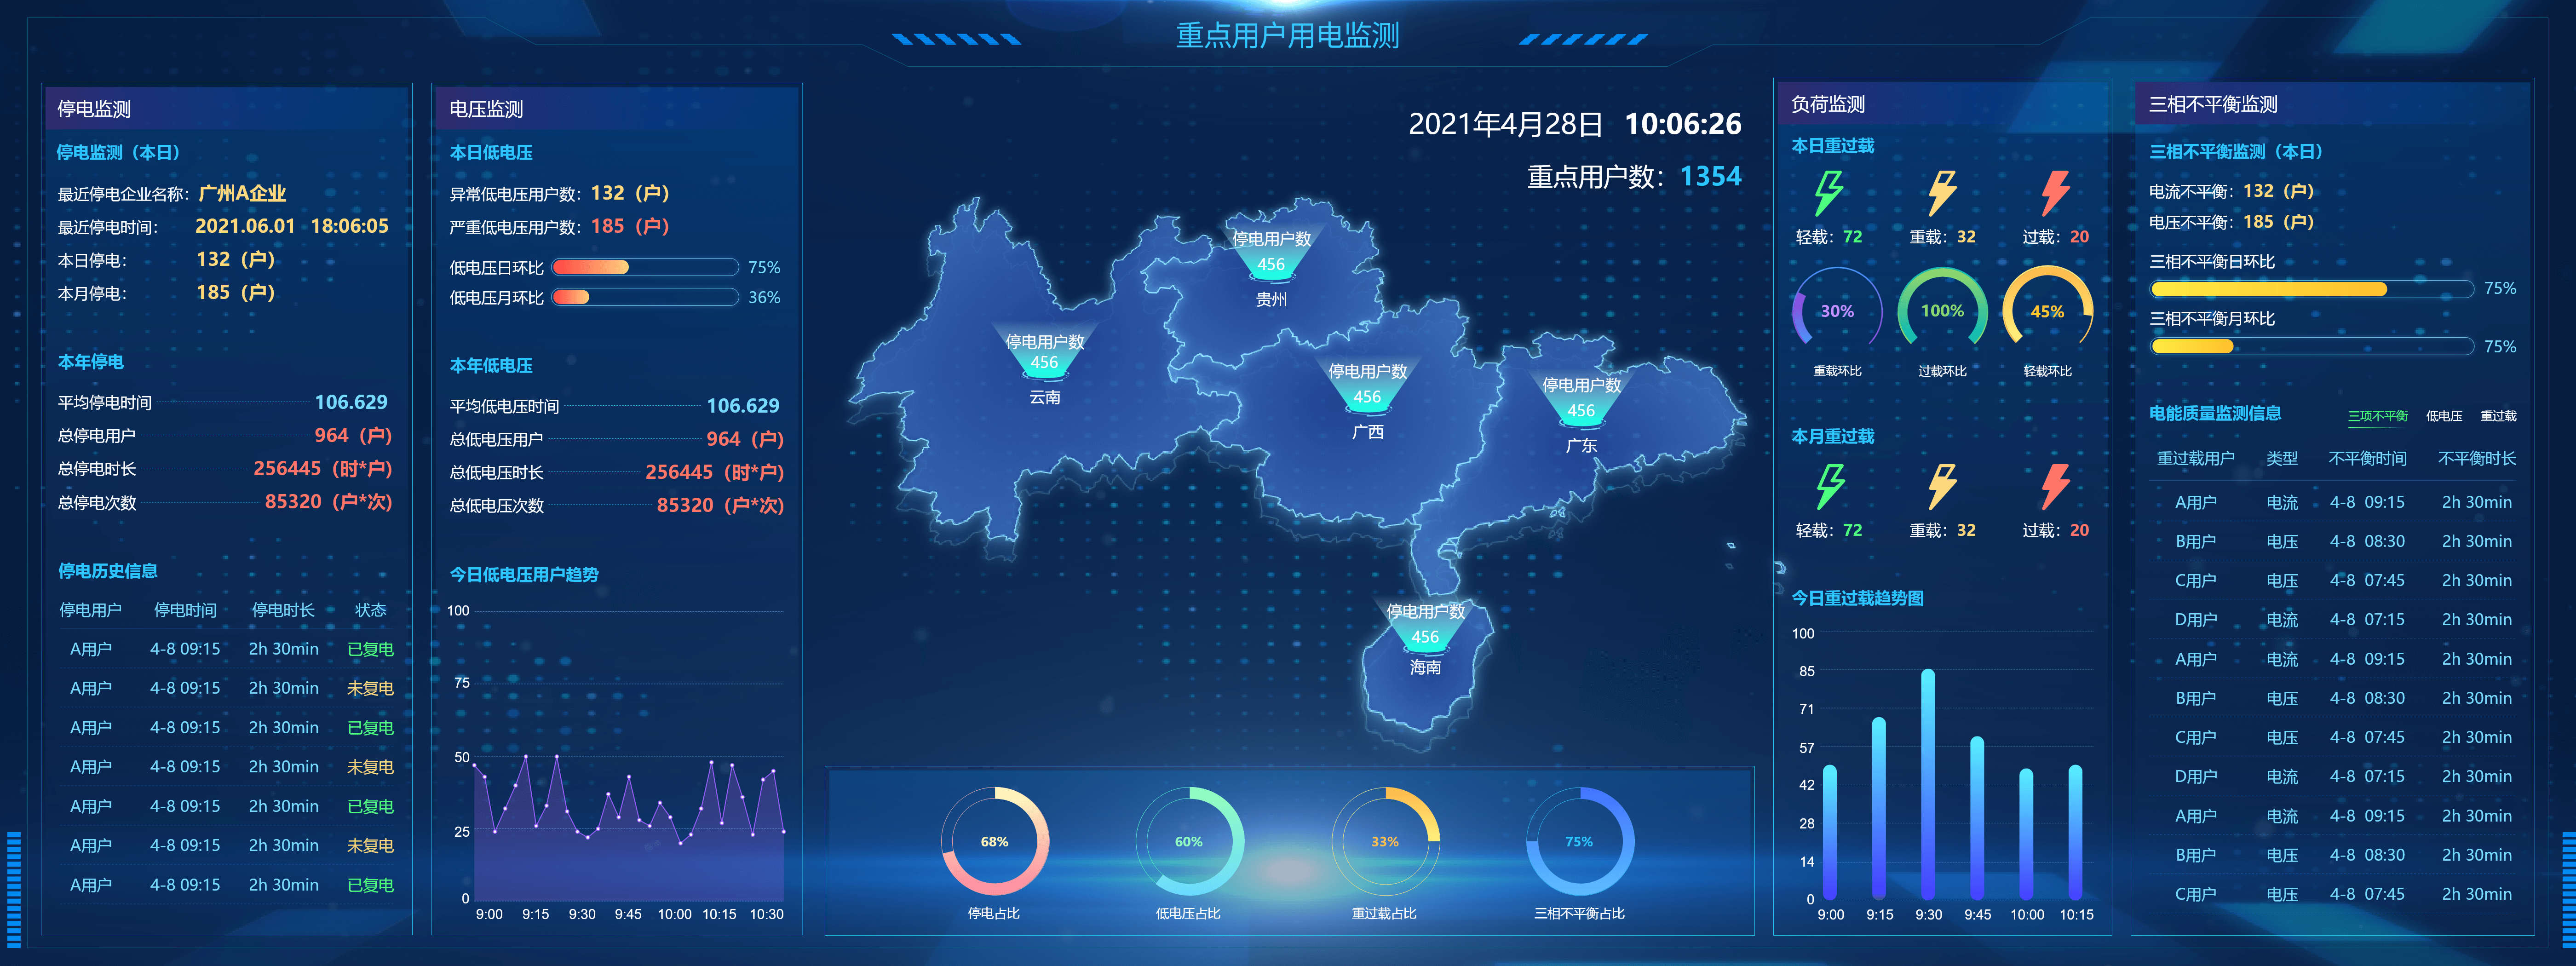 重点用户用电监测
停电监测
停电监测（本日）
最近停电企业名称：广州A企业
最近停电时间： 2021.06.01 18:06:05
本日停电： 132（户）
本月停电： 185（户）
本年停电
平均停电时间 106.629
总停电用户 964（户）
总停电时长 256445（时*户）
总停电次数 85320（户*次）
停电历史信息
停电用户 停电时间 停电时长 状态
A用户 4-8 09:15 2h 30min 已复电
A用户 4-8 09:15 2h 30min 未复电
A用户 4-8 09:15 2h 30min 已复电
A用户 4-8 09:15 2h 30min 未复电
A用户 4-8 09:15 2h 30min 已复电
A用户 4-8 09:15 2h 30min 未复电
A用户 4-8 09:15 2h 30min 已复电
电压监测
本日低电压
异常低电压用户数：132（户）
严重低电压用户数：185（户）
低电压日环比 75%
低电压月环比 36%
本年低电压
平均低电压时间 106.629
总低电压用户 964（户）
总低电压时长 256445（时*户）
总低电压次数 85320（户*次）
今日低电压用户趋势
100
75
50
25
0
9:00 9:15 9:30 9:45 10:00 10:15 10:30
2021年4月28日 10:06:26
重点用户数：1354
停电用户数
456
贵州
停电用户数
456
云南
停电用户数
456
广西
停电用户数
456
广东
停电用户数
456
海南
68% 60% 33% 75%
停电占比 低电压占比 重过载占比 三相不平衡占比
负荷监测
本日重过载
轻载：72 重载：32 过载：20
30% 100% 45%
重载环比 过载环比 轻载环比
本月重过载
轻载：72 重载：32 过载：20
今日重过载趋势图
100
85
71
57
42
28
14
0
9:00 9:15 9:30 9:45 10:00 10:15
三相不平衡监测
三相不平衡监测（本日）
电流不平衡：132（户）
电压不平衡：185（户）
三相不平衡日环比
75%
三相不平衡月环比
75%
电能质量监测信息 三项不平衡 低电压 重过载
重过载用户 类型 不平衡时间 不平衡时长
A用户 电流 4-8 09:15 2h 30min
B用户 电压 4-8 08:30 2h 30min
C用户 电压 4-8 07:45 2h 30min
D用户 电流 4-8 07:15 2h 30min
A用户 电流 4-8 09:15 2h 30min
B用户 电压 4-8 08:30 2h 30min
C用户 电压 4-8 07:45 2h 30min
D用户 电流 4-8 07:15 2h 30min
A用户 电流 4-8 09:15 2h 30min
B用户 电压 4-8 08:30 2h 30min
C用户 电压 4-8 07:45 2h 30min